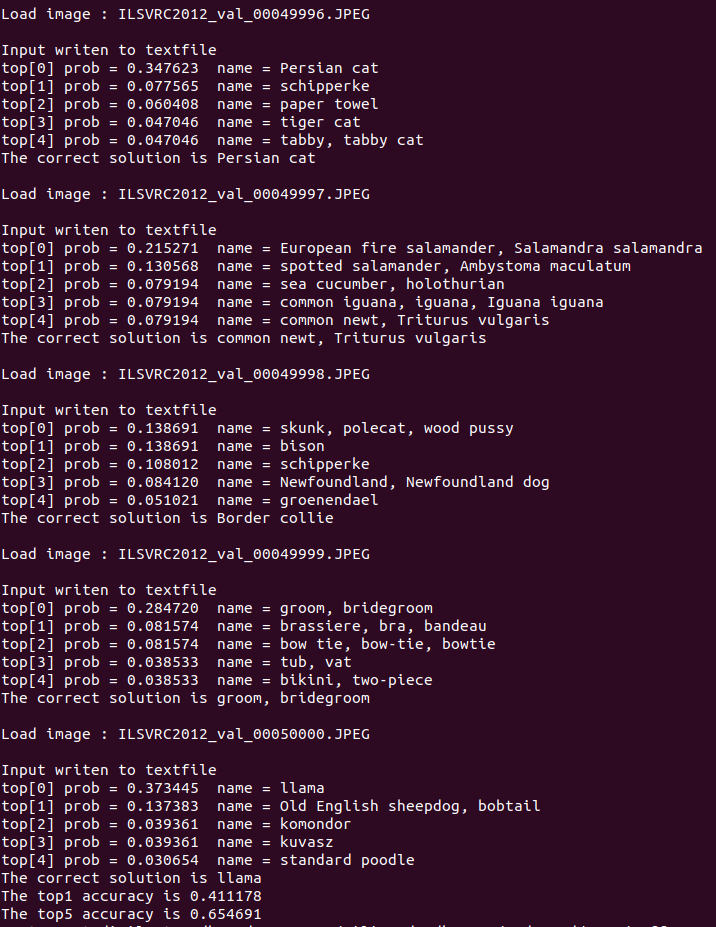 Load image : ILSVRC2012_val_00049996.JPEG
Input writen to textfile
top[0] prob = 0.347623 name = Persian cat
top[1] prob = 0.077565 name = schipperke
top[2] prob = 0.060408 name = paper towel
top[3] prob = 0.047046 name = tiger cat
top[4] prob = 0.047046 name = tabby, tabby cat
The correct solution is Persian cat
Load image : ILSVRC2012_val_00049997.JPEG
Input writen to textfile
top[0] prob = 0.215271 name = European fire salamander, Salamandra salamandra
top[1] prob = 0.130568 name = spotted salamander, Ambystoma maculatum
top[2] prob = 0.079194 name = sea cucumber, holothurian
top[3] prob = 0.079194 name = common iguana, iguana, Iguana iguana
top[4] prob = 0.079194 name = common newt, Triturus vulgaris
The correct solution is common newt, Triturus vulgaris
Load image : ILSVRC2012_val_00049998.JPEG
Input writen to textfile
top[0] prob = 0.138691 name = skunk, polecat, wood pussy
top[1] prob = 0.138691 name = bison
top[2] prob = 0.108012 name = schipperke
top[3] prob = 0.084120 name = Newfoundland, Newfoundland dog
top[4] prob = 0.051021 name = groenendael
The correct solution is Border collie
Load image : ILSVRC2012_val_00049999.JPEG
Input writen to textfile
top[0] prob = 0.284720 name = groom, bridegroom
top[1] prob = 0.081574 name = brassiere, bra, bandeau
top[2] prob = 0.081574 name = bow tie, bow-tie, bowtie
top[3] prob = 0.038533 name = tub, vat
top[4] prob = 0.038533 name = bikini, two-piece
The correct solution is groom, bridegroom
Load image : ILSVRC2012_val_00050000.JPEG
Input writen to textfile
top[0] prob = 0.373445 name = llama
top[1] prob = 0.137383 name = Old English sheepdog, bobtail
top[2] prob = 0.039361 name = komondor
top[3] prob = 0.039361 name = kuvasz
top[4] prob = 0.030654 name = standard poodle
The correct solution is llama
The top1 accuracy is 0.411178
The top5 accuracy is 0.654691